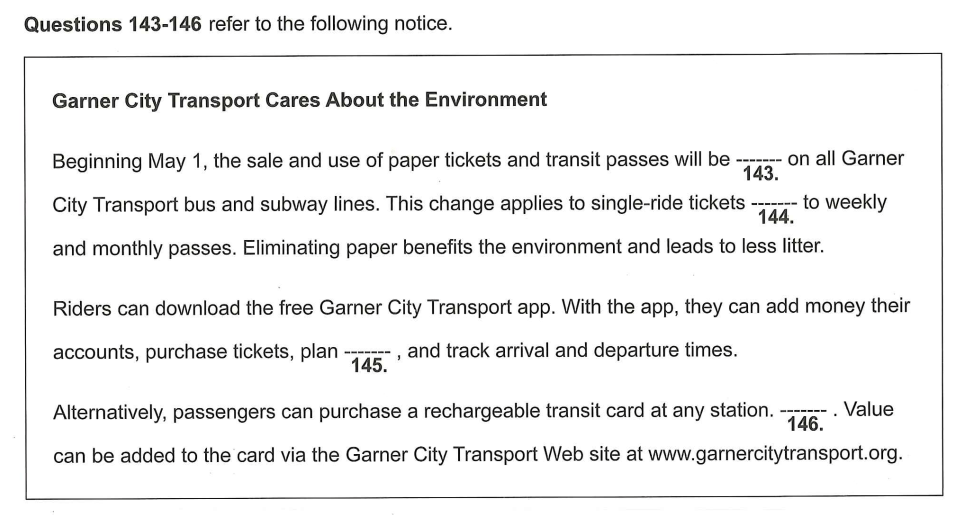 Questions 143-146 refer to the following notice.
Garner City Transport Cares About the Environment
Beginning May 1, the sale and use of paper tickets and transit passes will be ------- on all Garner
143.
City Transport bus and subway lines. This change applies to single-ride tickets ------- to weekly
144.
and monthly passes. Eliminating paper benefits the environment and leads to less litter.
Riders can download the free Garner City Transport app. With the app, they can add money their
accounts, purchase tickets, plan ------- , and track arrival and departure times.
145.
Alternatively, passengers can purchase a rechargeable transit card at any station. ------- . Value
146.
can be added to the card via the Garner City Transport Web site at www.garnercitytransport.org.